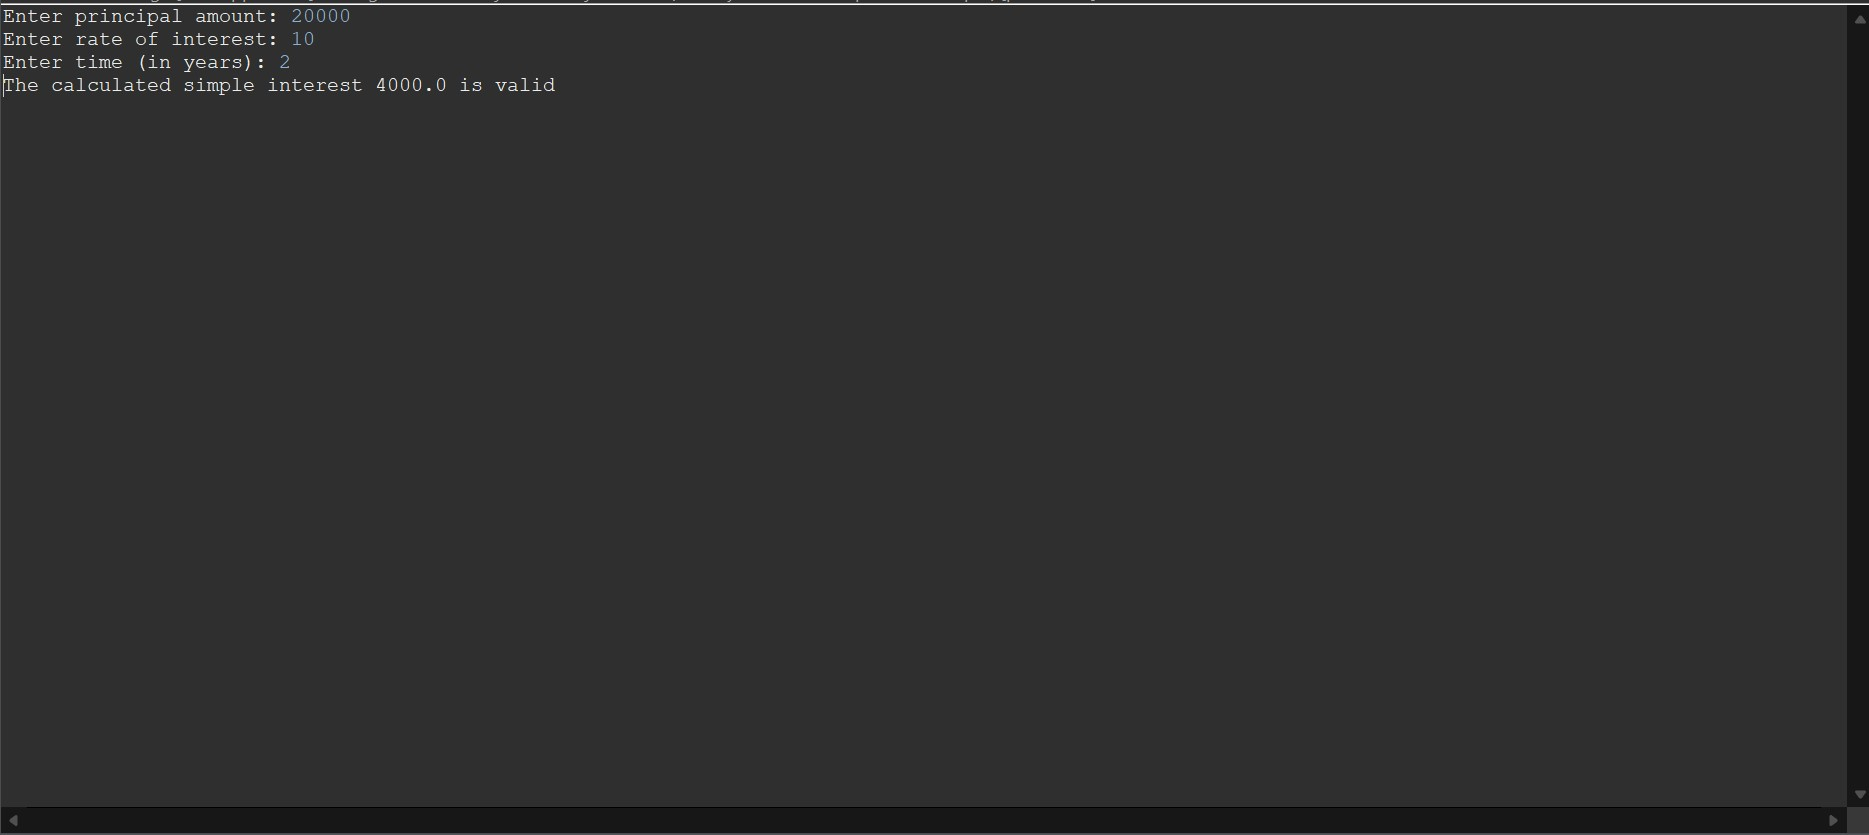 Enter principal amount: 20000
Enter rate of interest: 10
Enter time (in years): 2
The calculated simple interest 4000.0 is valid